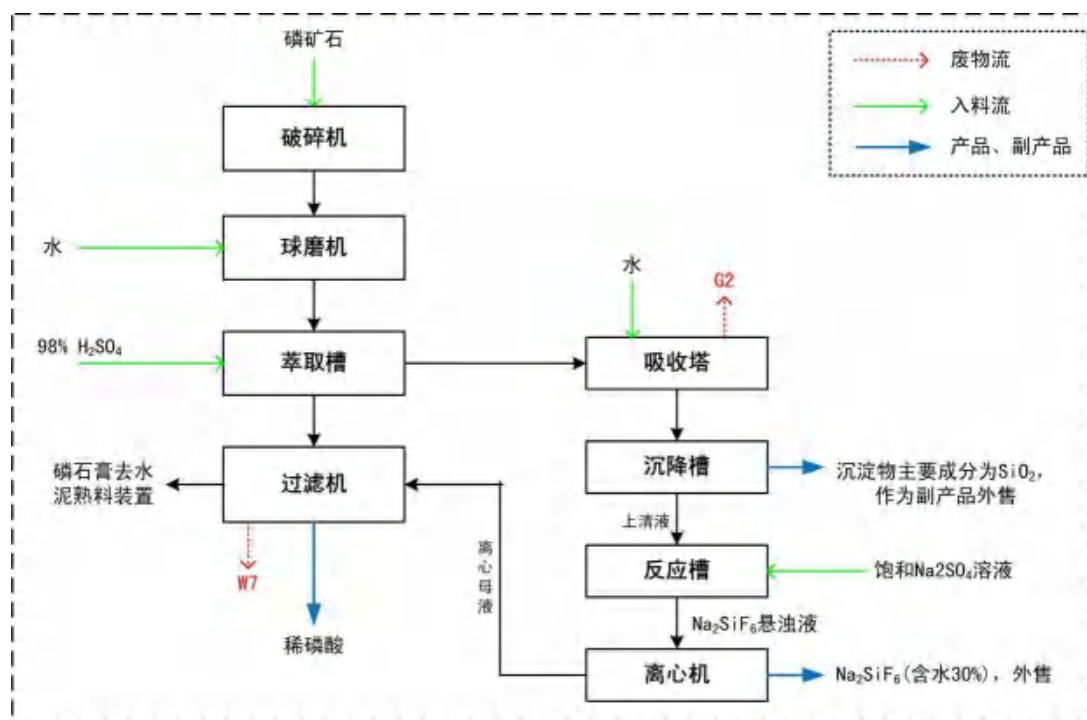 磷矿石
废物流
入料流
产品、副产品
破碎机
水
球磨机
水
G2
98% H₂SO₄
萃取槽
吸收塔
磷石膏去水
泥熟料装置
过滤机
沉降槽
沉淀物主要成分为SiO₂,
作为副产品外售
上清液
离心母液
W7
反应槽
饱和Na2SO₄溶液
稀磷酸
Na₂SiF₆悬浊液
离心机
Na₂SiF₆(含水30%), 外售